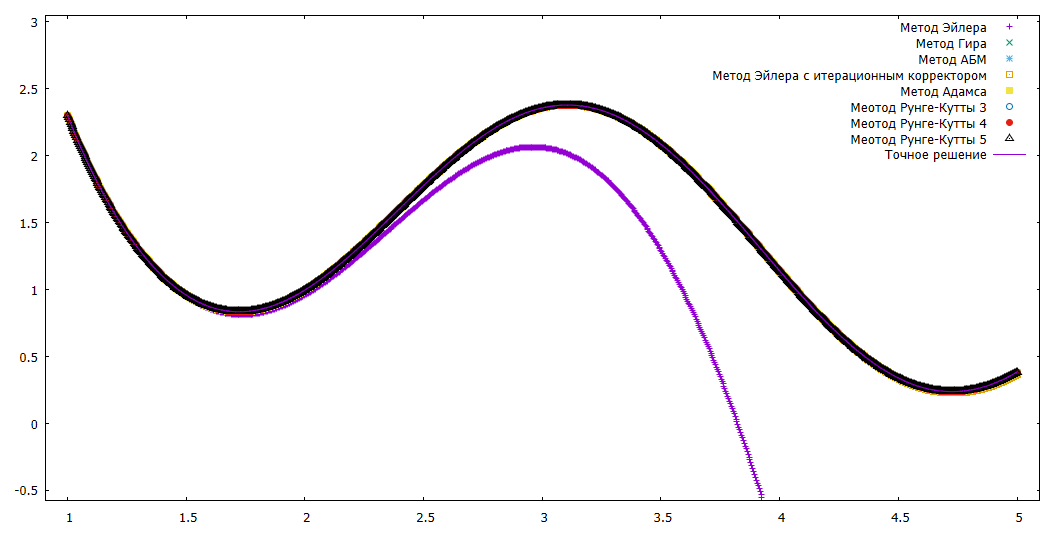 3
2.5
2
1.5
1
0.5
0
-0.5
1
1.5
2
2.5
3
3.5
4
4.5
5
Метод Эйлера
Метод Гира
Метод АБМ
Метод Эйлера с итерационным корректором
Метод Адамса
Меотод Рунге-Кутты 3
Меотод Рунге-Кутты 4
Меотод Рунге-Кутты 5
Точное решение